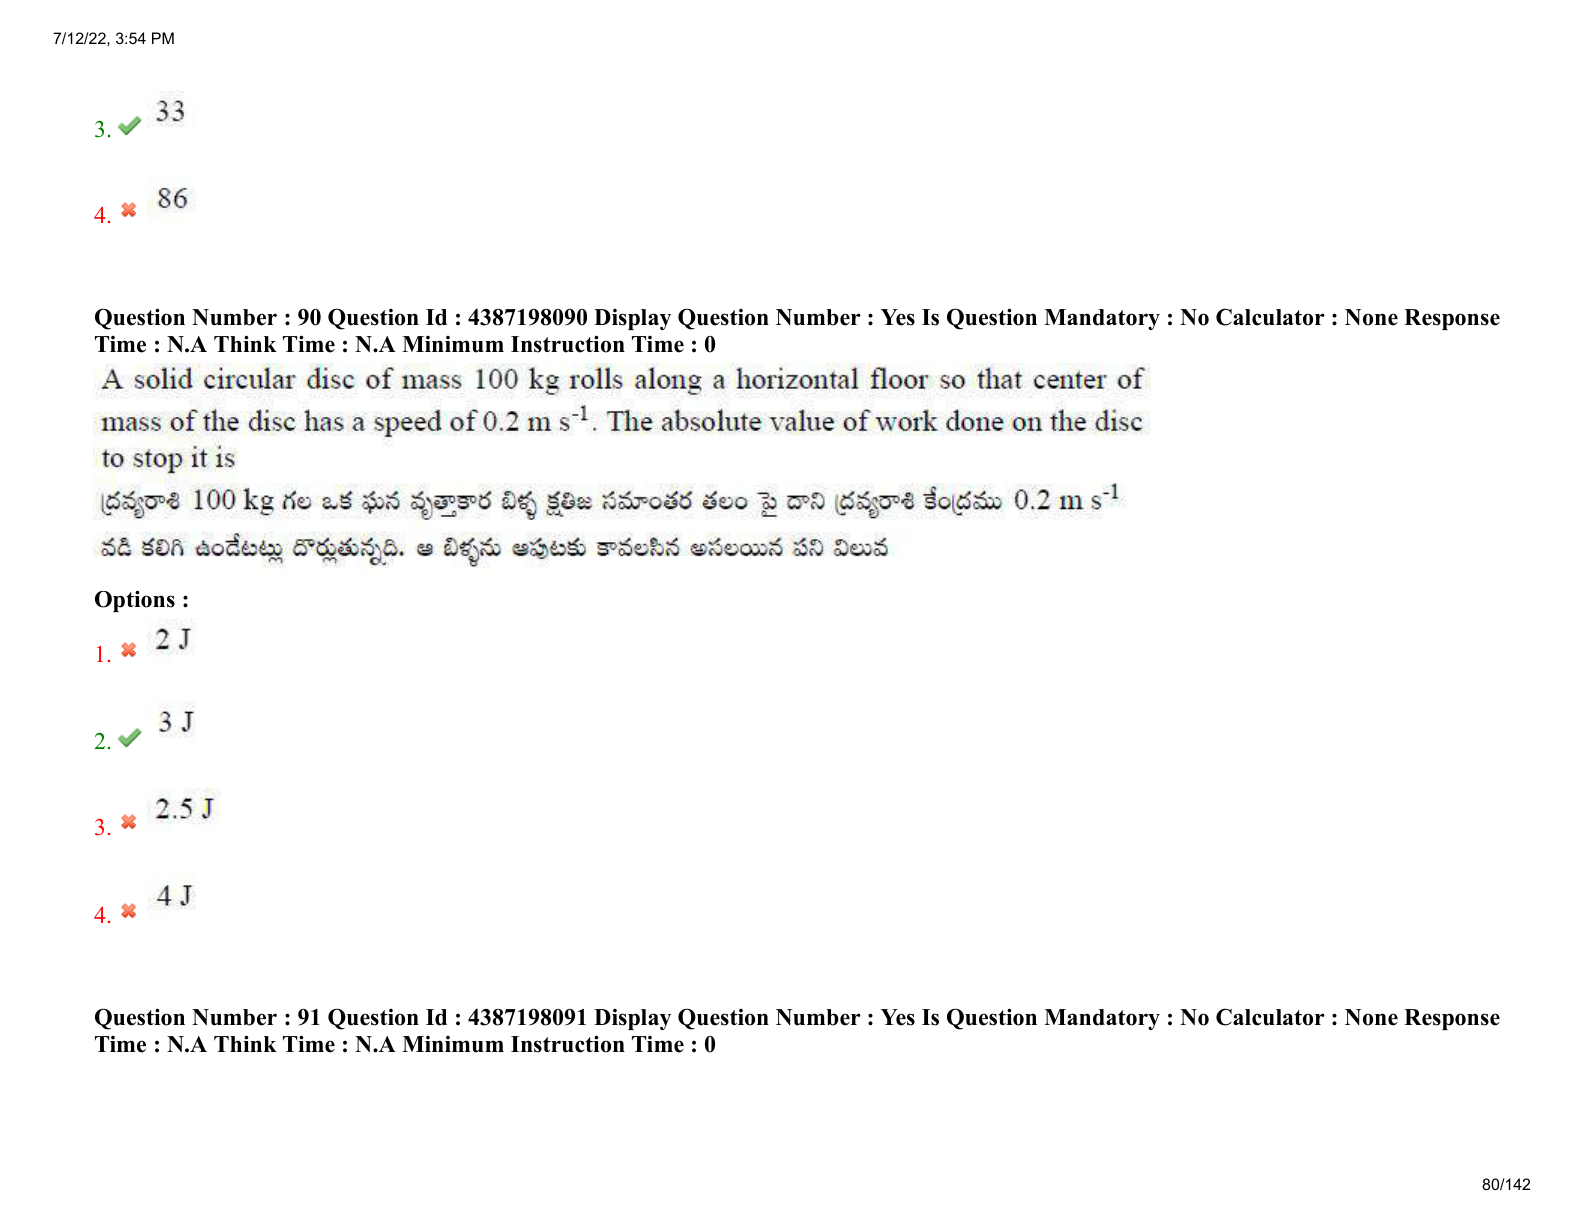 7/12/22, 3:54 PM
33
3.
86
4.
Question Number : 90 Question Id : 4387198090 Display Question Number : Yes Is Question Mandatory : No Calculator : None Response
Time : N.A Think Time : N.A Minimum Instruction Time : 0
A solid circular disc of mass 100 kg rolls along a horizontal floor so that center of
mass of the disc has a speed of 0.2 m s⁻¹. The absolute value of work done on the disc
to stop it is
ద్రవ్యరాశి 100 kg గల ఒక ఘన వృత్తాకార బిళ్ళ క్షితిజ సమాంతర తలం పై దాని ద్రవ్యరాశి కేంద్రము 0.2 m s⁻¹
వడి కలిగి ఉండేటట్లు దొర్లుతున్నది. ఆ బిళ్ళను ఆపుటకు కావలసిన అసలయిన పని విలువ
Options :
1. 2 J
2. 3 J
3. 2.5 J
4. 4 J
Question Number : 91 Question Id : 4387198091 Display Question Number : Yes Is Question Mandatory : No Calculator : None Response
Time : N.A Think Time : N.A Minimum Instruction Time : 0
80/142